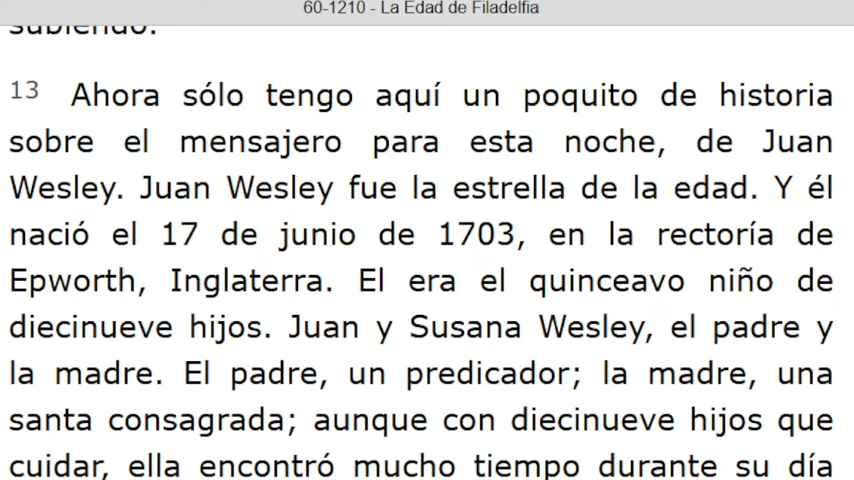 60-1210 - La Edad de Filadelfia
subiendo.
13 Ahora sólo tengo aquí un poquito de historia
sobre el mensajero para esta noche, de Juan
Wesley. Juan Wesley fue la estrella de la edad. Y él
nació el 17 de junio de 1703, en la rectoría de
Epworth, Inglaterra. El era el quinceavo niño de
diecinueve hijos. Juan y Susana Wesley, el padre y
la madre. El padre, un predicador; la madre, una
santa consagrada; aunque con diecinueve hijos que
cuidar, ella encontró mucho tiempo durante su día